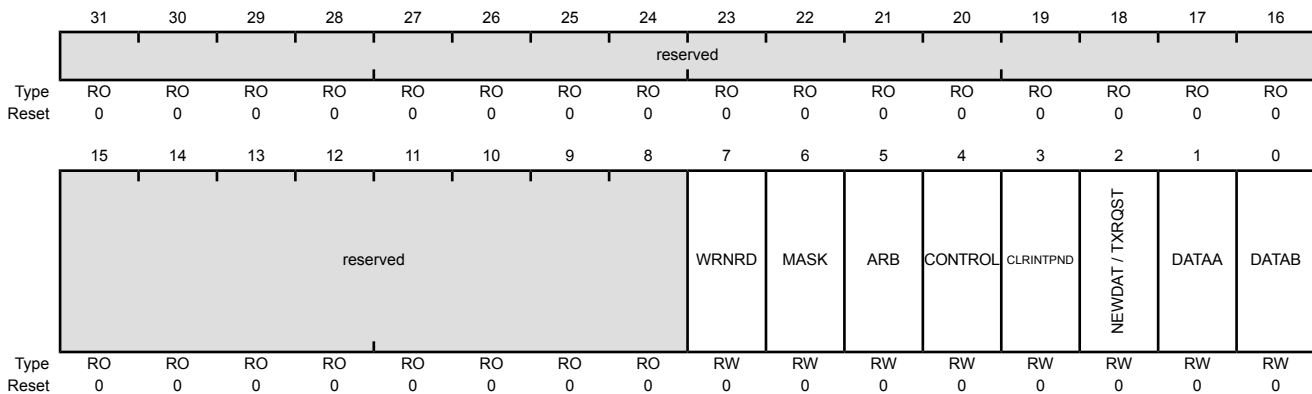 31 30 29 28 27 26 25 24 23 22 21 20 19 18 17 16
reserved
Type RO RO RO RO RO RO RO RO RO RO RO RO RO RO RO RO
Reset 0 0 0 0 0 0 0 0 0 0 0 0 0 0 0 0
15 14 13 12 11 10 9 8 7 6 5 4 3 2 1 0
reserved WRNRD MASK ARB CONTROL CLRINTPND NEWDAT / TXRQST DATAA DATAB
Type RO RO RO RO RO RO RO RO RW RW RW RW RW RW RW RW
Reset 0 0 0 0 0 0 0 0 0 0 0 0 0 0 0 0